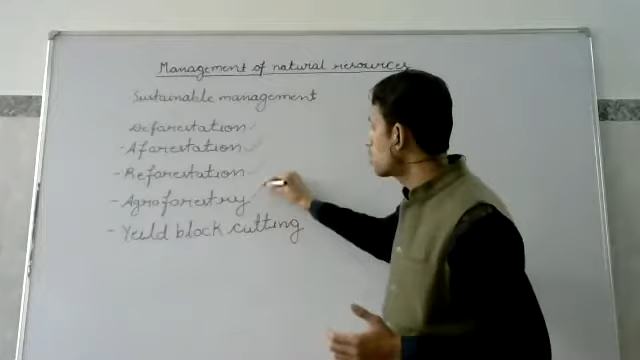 Management of natural resources
Sustainable management
Deforestation ✓
- Aforestation ✓
- Reforestation ✓
- Agroforestry ✓
- Yeild block cutting